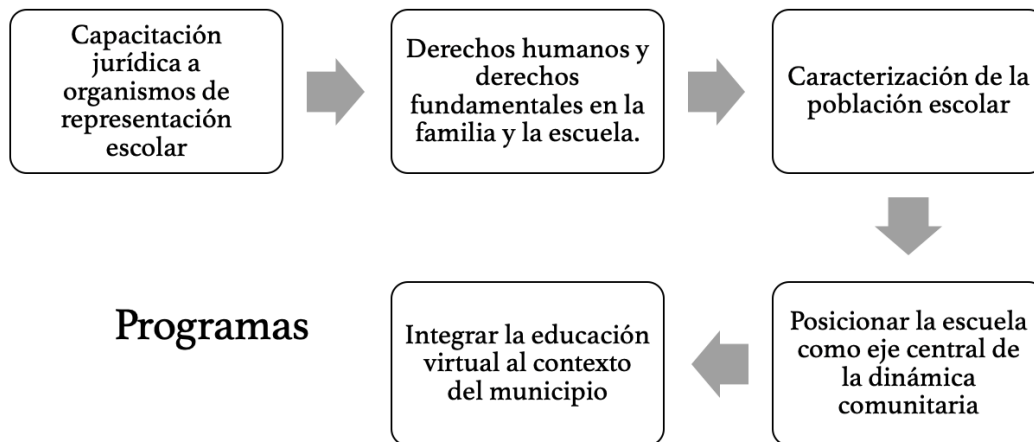 Capacitación
jurídica a
organismos de
representación
escolar
Derechos humanos y
derechos
fundamentales en la
familia y la escuela.
Caracterización de la
población escolar
Posicionar la escuela
como eje central de
la dinámica
comunitaria
Integrar la educación
virtual al contexto
del municipio
Programas